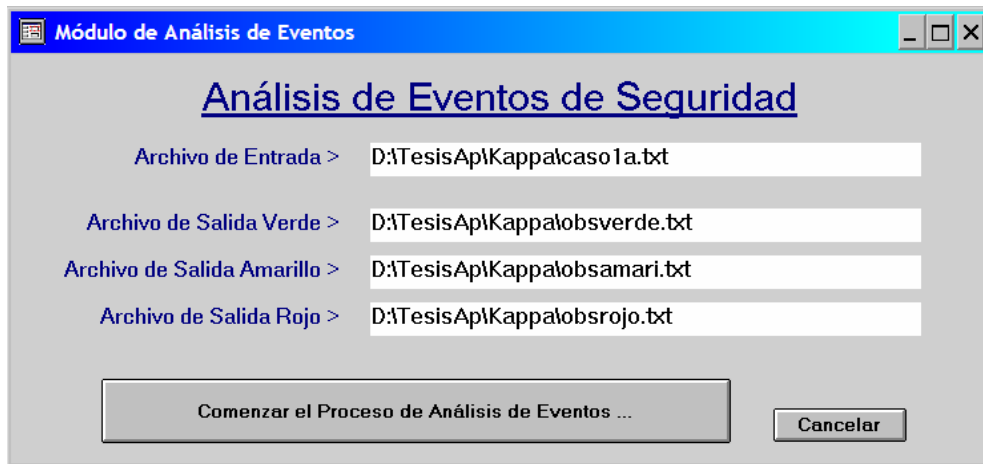 Módulo de Análisis de Eventos
Análisis de Eventos de Seguridad
Archivo de Entrada > D:\TesisAp\Kappa\caso1a.txt
Archivo de Salida Verde > D:\TesisAp\Kappa\obsverde.txt
Archivo de Salida Amarillo > D:\TesisAp\Kappa\obsamari.txt
Archivo de Salida Rojo > D:\TesisAp\Kappa\obsrojo.txt
Comenzar el Proceso de Análisis de Eventos ...
Cancelar